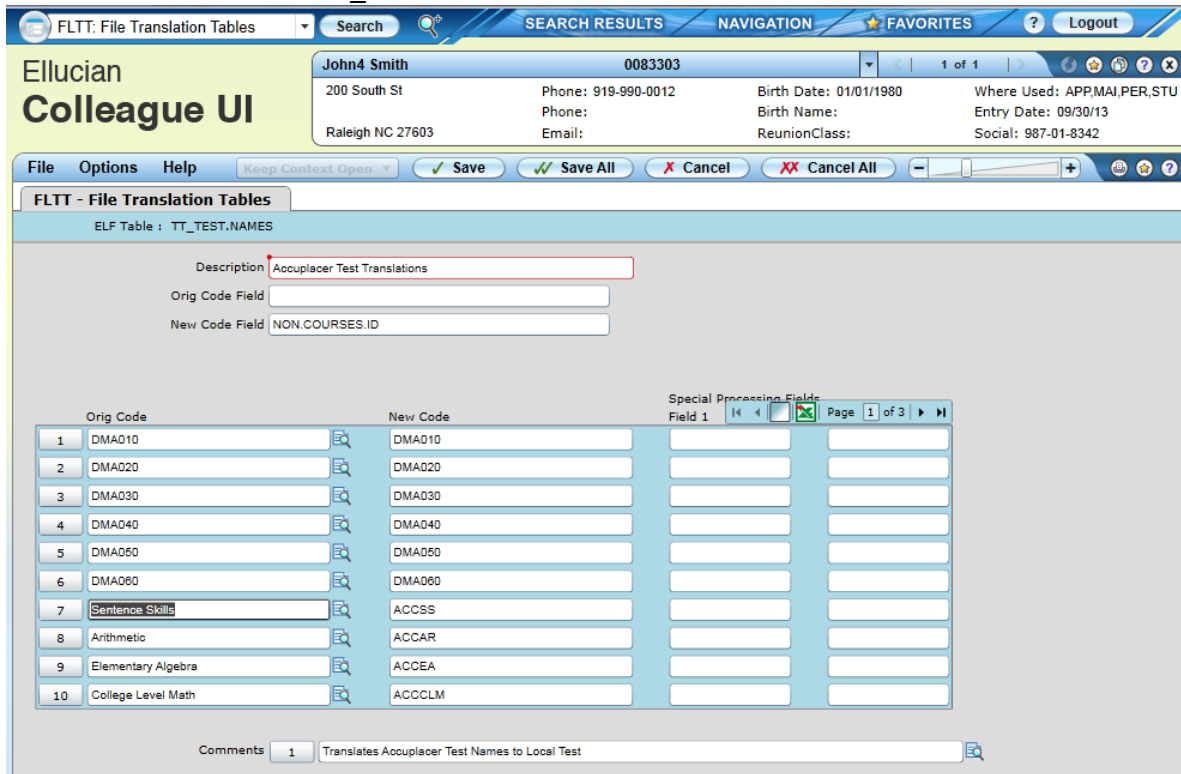 FLTT: File Translation Tables Search SEARCH RESULTS NAVIGATION FAVORITES ? Logout
Ellucian
Colleague UI
John4 Smith 0083303 1 of 1
200 South St Phone: 919-990-0012 Birth Date: 01/01/1980 Where Used: APP,MAI,PER,STU
Phone: Birth Name: Entry Date: 09/30/13
Raleigh NC 27603 Email: ReunionClass: Social: 987-01-8342
File Options Help Keep Context Open Save Save All Cancel Cancel All
FLTT - File Translation Tables
ELF Table : TT_TEST.NAMES
Description Accuplacer Test Translations
Orig Code Field
New Code Field NON.COURSES.ID
Special Processing Fields
Orig Code New Code Field 1 Page 1 of 3
1 DMA010 DMA010
2 DMA020 DMA020
3 DMA030 DMA030
4 DMA040 DMA040
5 DMA050 DMA050
6 DMA060 DMA060
7 Sentence Skills ACCSS
8 Arithmetic ACCAR
9 Elementary Algebra ACCEA
10 College Level Math ACCCLM
Comments 1 Translates Accuplacer Test Names to Local Test